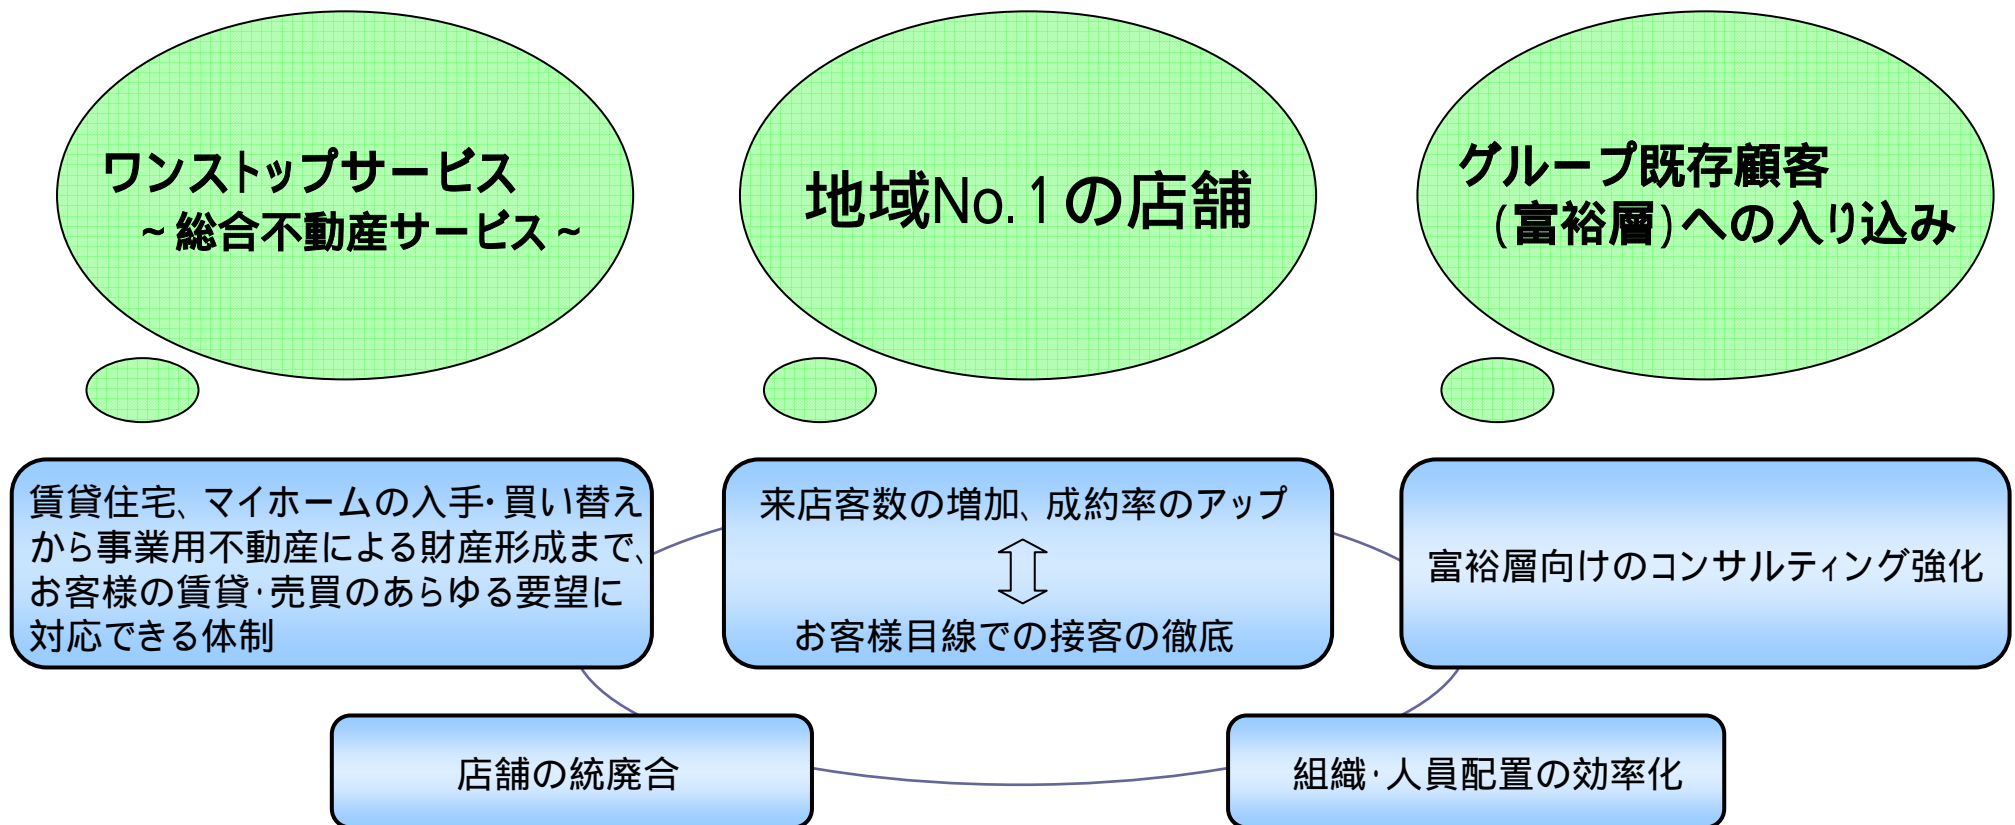 ワンストップサービス
~総合不動産サービス~
地域No.1の店舗
グループ既存顧客
(富裕層)への入り込み
賃貸住宅、マイホームの入手・買い替え
から事業用不動産による財産形成まで、
お客様の賃貸・売買のあらゆる要望に
対応できる体制
来店客数の増加、成約率のアップ
お客様目線での接客の徹底
富裕層向けのコンサルティング強化
店舗の統廃合
組織・人員配置の効率化